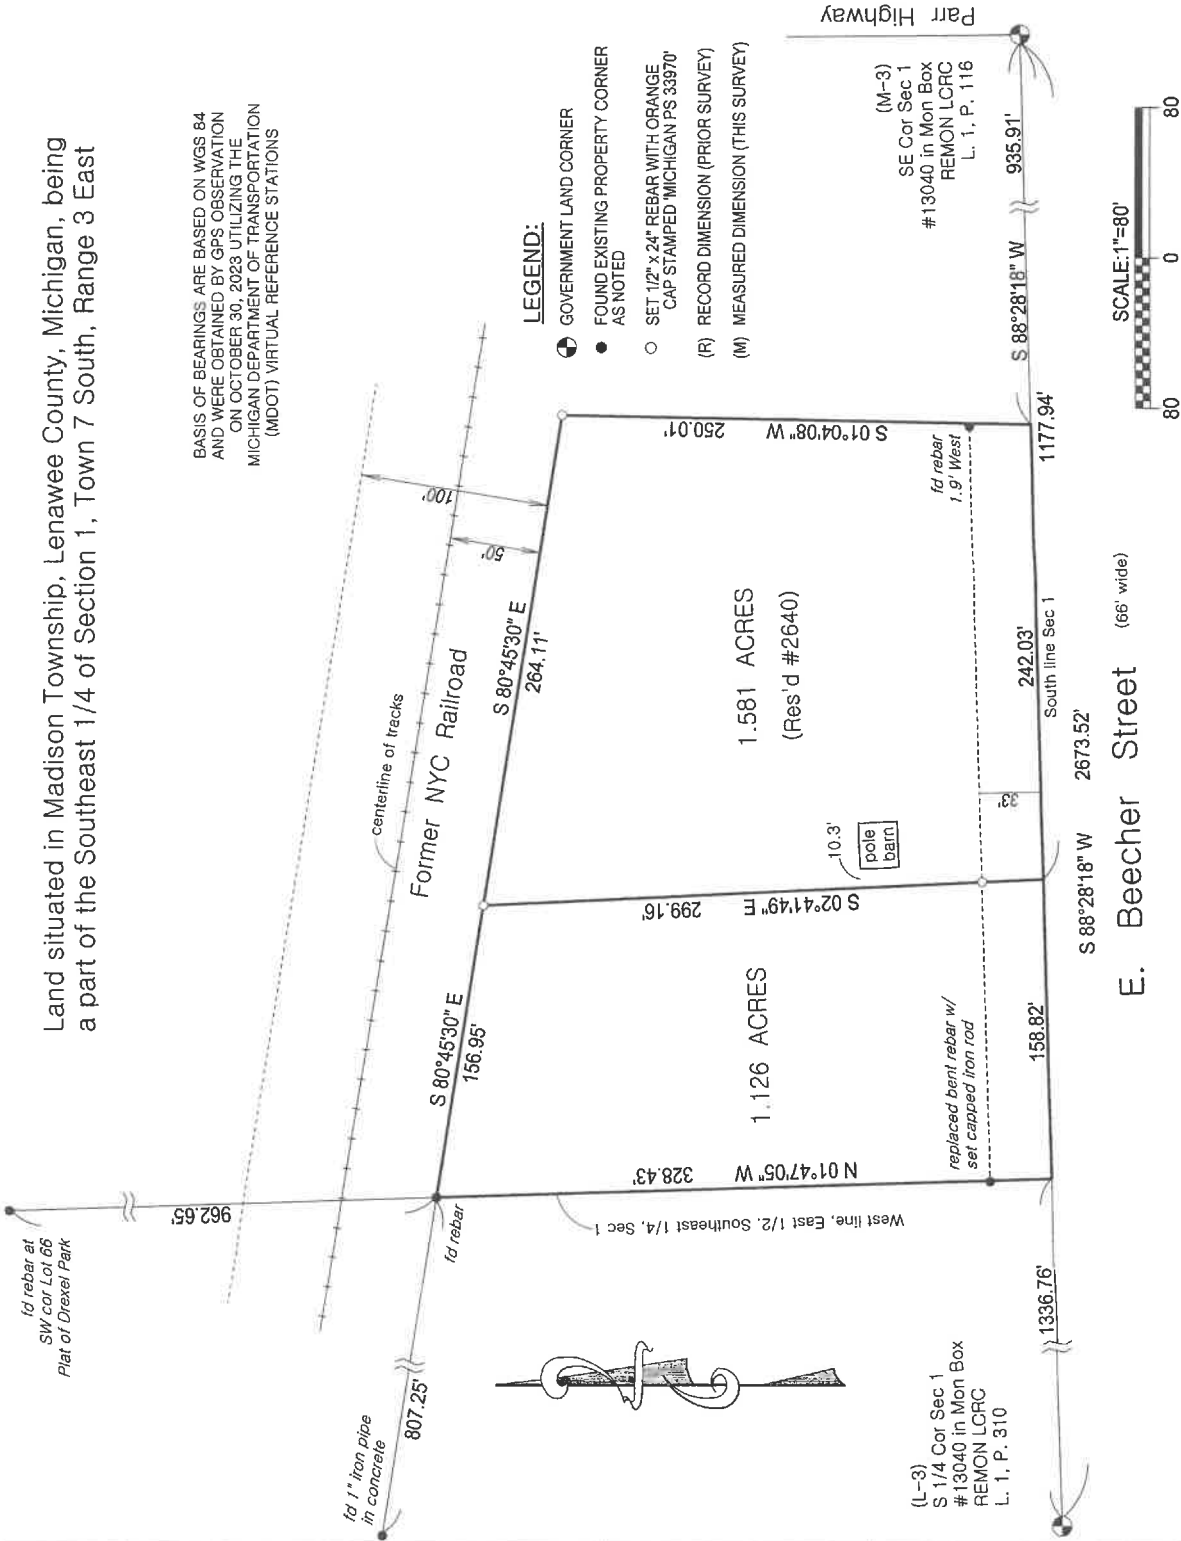 Land situated in Madison Township, Lenawee County, Michigan, being
a part of the Southeast 1/4 of Section 1, Town 7 South, Range 3 East
BASIS OF BEARINGS ARE BASED ON WGS 84
AND WERE OBTAINED BY GPS OBSERVATION
ON OCTOBER 30, 2023 UTILIZING THE
MICHIGAN DEPARTMENT OF TRANSPORTATION
(MDOT) VIRTUAL REFERENCE STATIONS
LEGEND:
GOVERNMENT LAND CORNER
FOUND EXISTING PROPERTY CORNER
AS NOTED
SET 1/2" x 24" REBAR WITH ORANGE
CAP STAMPED 'MICHIGAN PS 33970'
(R) RECORD DIMENSION (PRIOR SURVEY)
(M) MEASURED DIMENSION (THIS SURVEY)
fd rebar at
SW cor Lot 66
Plat of Drexel Park
962.65'
fd 1" iron pipe
in concrete
807.25'
fd rebar
centerline of tracks
Former NYC Railroad
100'
50'
S 80°45'30" E
156.95'
S 80°45'30" E
264.11'
West line, East 1/2. Southeast 1/4, Sec 1
N 01°47'05" W 328.43'
1.126 ACRES
S 02°41'49" E 299.16'
10.3'
pole
barn
1.581 ACRES
(Res'd #2640)
S 01°04'08" W 250.01'
fd rebar
1.9' West
replaced bent rebar w/
set capped iron rod
33'
158.82'
242.03'
South line Sec 1
1177.94'
S 88°28'18" W 2673.52'
E. Beecher Street (66' wide)
1336.76'
(L-3)
S 1/4 Cor Sec 1
#13040 in Mon Box
REMON LCRC
L. 1, P. 310
S 88°28'18" W 935.91'
(M-3)
SE Cor Sec 1
#13040 in Mon Box
REMON LCRC
L. 1, P. 116
Parr Highway
SCALE:1"=80'
80 0 80